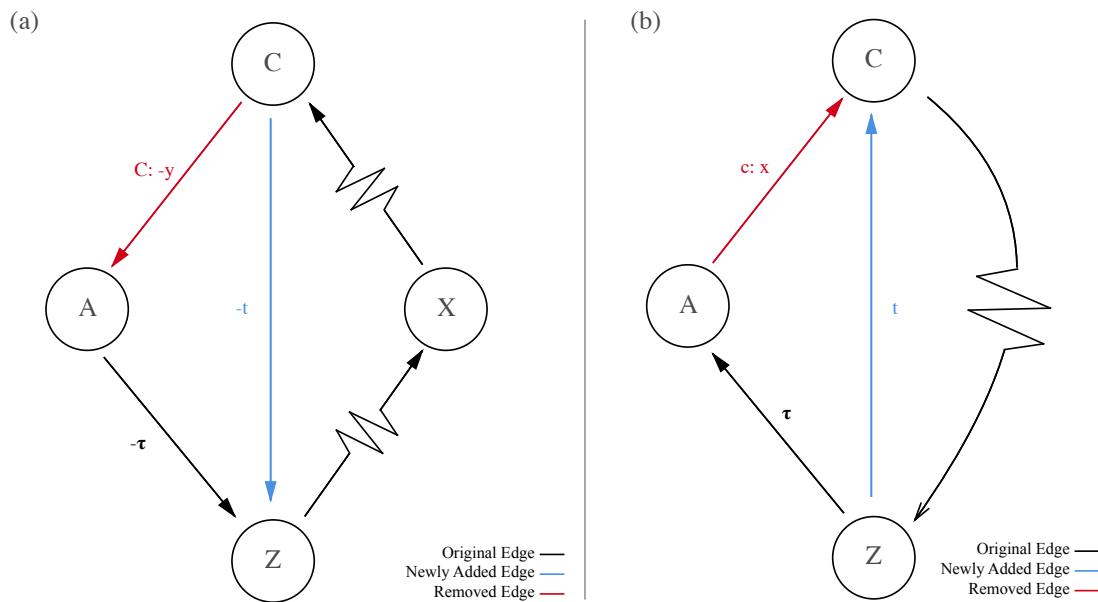 (a)
C
C: -y
A
-t
X
-τ
Z
Original Edge
Newly Added Edge
Removed Edge
(b)
C
c: x
A
t
τ
Z
Original Edge
Newly Added Edge
Removed Edge